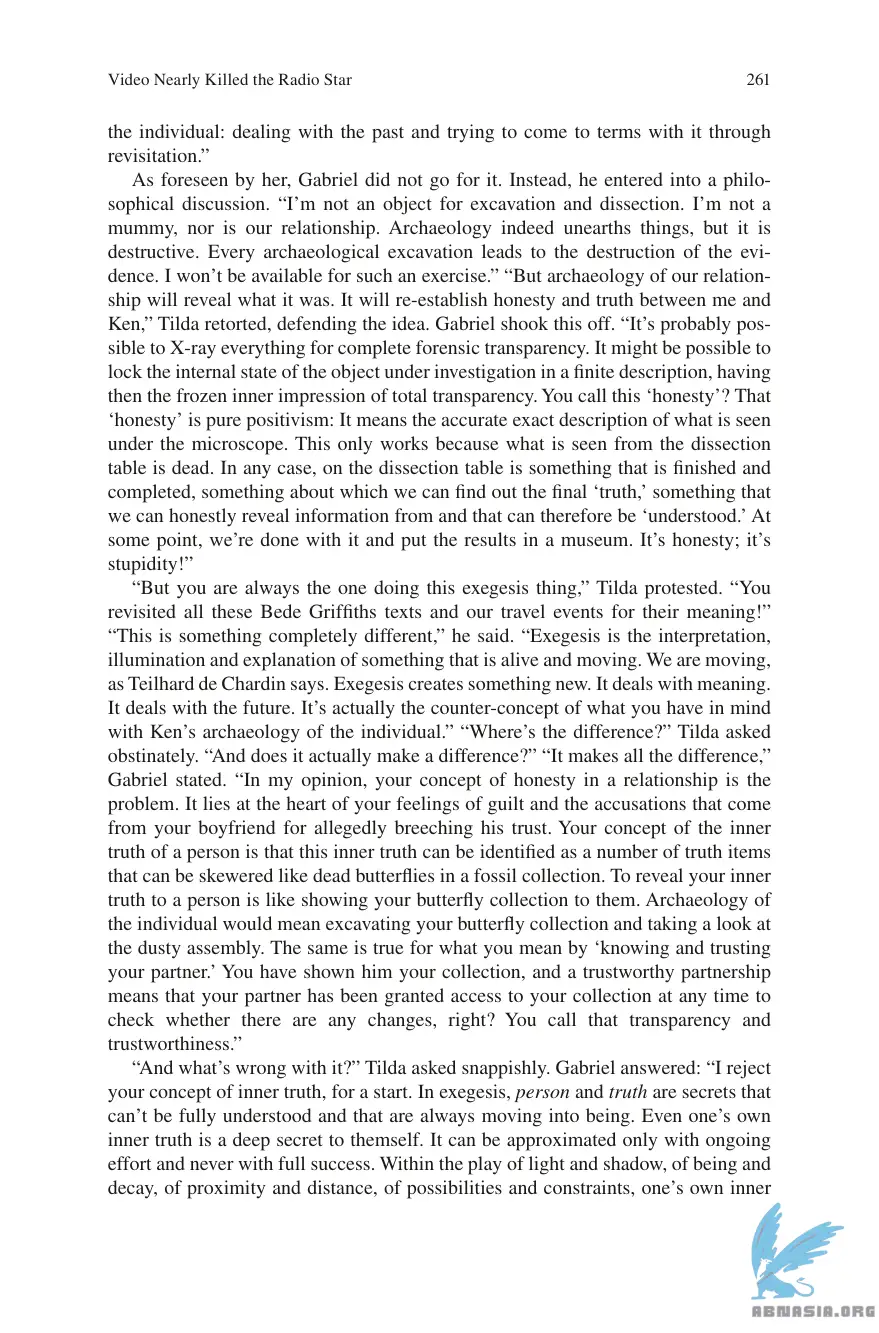 Video Nearly Killed the Radio Star 261
the individual: dealing with the past and trying to come to terms with it through
revisitation.”
As foreseen by her, Gabriel did not go for it. Instead, he entered into a philo-
sophical discussion. “I’m not an object for excavation and dissection. I’m not a
mummy, nor is our relationship. Archaeology indeed unearths things, but it is
destructive. Every archaeological excavation leads to the destruction of the evi-
dence. I won’t be available for such an exercise.” “But archaeology of our relation-
ship will reveal what it was. It will re-establish honesty and truth between me and
Ken,” Tilda retorted, defending the idea. Gabriel shook this off. “It’s probably pos-
sible to X-ray everything for complete forensic transparency. It might be possible to
lock the internal state of the object under investigation in a finite description, having
then the frozen inner impression of total transparency. You call this ‘honesty’? That
‘honesty’ is pure positivism: It means the accurate exact description of what is seen
under the microscope. This only works because what is seen from the dissection
table is dead. In any case, on the dissection table is something that is finished and
completed, something about which we can find out the final ‘truth,’ something that
we can honestly reveal information from and that can therefore be ‘understood.’ At
some point, we’re done with it and put the results in a museum. It’s honesty; it’s
stupidity!”
“But you are always the one doing this exegesis thing,” Tilda protested. “You
revisited all these Bede Griffiths texts and our travel events for their meaning!”
“This is something completely different,” he said. “Exegesis is the interpretation,
illumination and explanation of something that is alive and moving. We are moving,
as Teilhard de Chardin says. Exegesis creates something new. It deals with meaning.
It deals with the future. It’s actually the counter-concept of what you have in mind
with Ken’s archaeology of the individual.” “Where’s the difference?” Tilda asked
obstinately. “And does it actually make a difference?” “It makes all the difference,”
Gabriel stated. “In my opinion, your concept of honesty in a relationship is the
problem. It lies at the heart of your feelings of guilt and the accusations that come
from your boyfriend for allegedly breeching his trust. Your concept of the inner
truth of a person is that this inner truth can be identified as a number of truth items
that can be skewered like dead butterflies in a fossil collection. To reveal your inner
truth to a person is like showing your butterfly collection to them. Archaeology of
the individual would mean excavating your butterfly collection and taking a look at
the dusty assembly. The same is true for what you mean by ‘knowing and trusting
your partner.’ You have shown him your collection, and a trustworthy partnership
means that your partner has been granted access to your collection at any time to
check whether there are any changes, right? You call that transparency and
trustworthiness.”
“And what’s wrong with it?” Tilda asked snappishly. Gabriel answered: “I reject
your concept of inner truth, for a start. In exegesis, person and truth are secrets that
can’t be fully understood and that are always moving into being. Even one’s own
inner truth is a deep secret to themself. It can be approximated only with ongoing
effort and never with full success. Within the play of light and shadow, of being and
decay, of proximity and distance, of possibilities and constraints, one’s own inner
ABNASIA.ORG